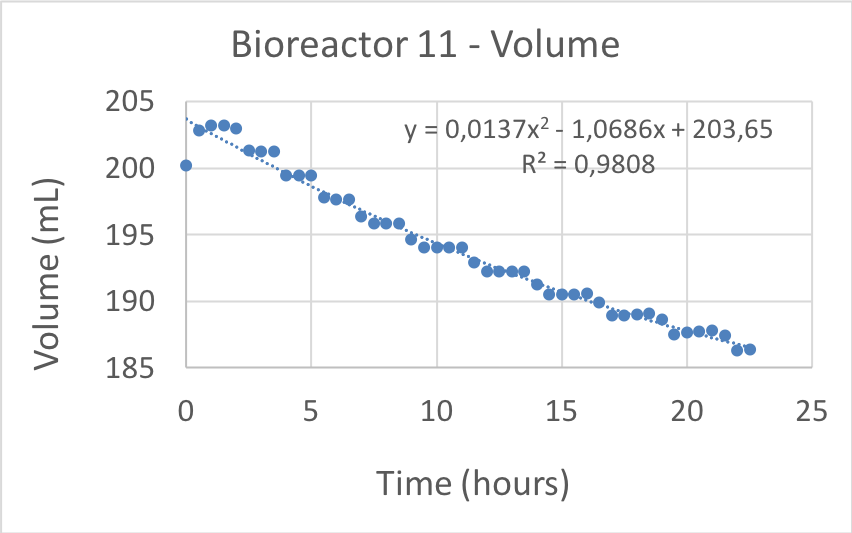 Bioreactor 11 - Volume
y = 0,0137x² - 1,0686x + 203,65
R² = 0,9808
Volume (mL)
205
200
195
190
185
0 5 10 15 20 25
Time (hours)